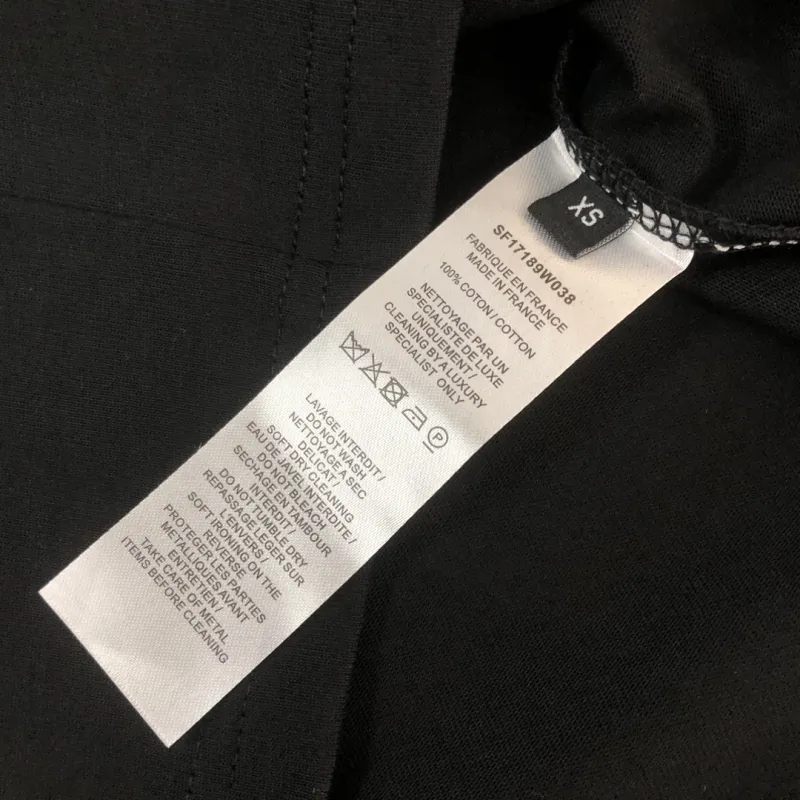 XS
SF17189W038
FABRIQUE EN FRANCE
MADE IN FRANCE
100% COTON / COTTON
NETTOYAGE PAR UN
SPECIALISTE DE LUXE
UNIQUEMENT /
CLEANING BY A LUXURY
SPECIALIST ONLY
P
LAVAGE INTERDIT /
DO NOT WASH
NETTOYAGE A SEC
DELICAT /
SOFT DRY CLEANING
EAU DE JAVEL INTERDITE /
DO NOT BLEACH
SECHAGE EN TAMBOUR
INTERDIT /
DO NOT TUMBLE DRY
REPASSAGE LEGER SUR
L'ENVERS /
SOFT IRONING ON THE
REVERSE
PROTEGER LES PARTIES
METALLIQUES AVANT
ENTRETIEN /
TAKE CARE OF METAL
ITEMS BEFORE CLEANING